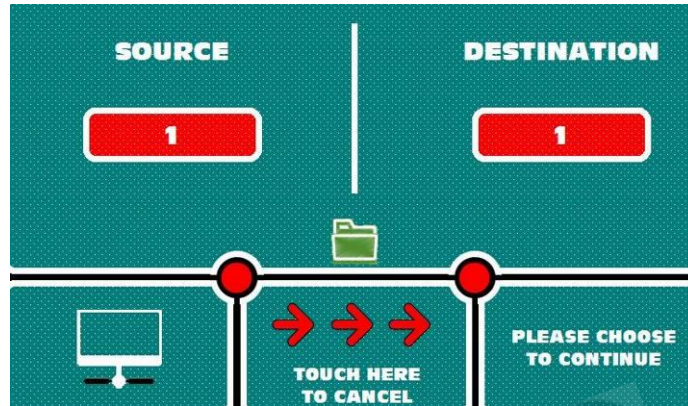 SOURCE
DESTINATION
1
1
TOUCH HERE
TO CANCEL
PLEASE CHOOSE
TO CONTINUE